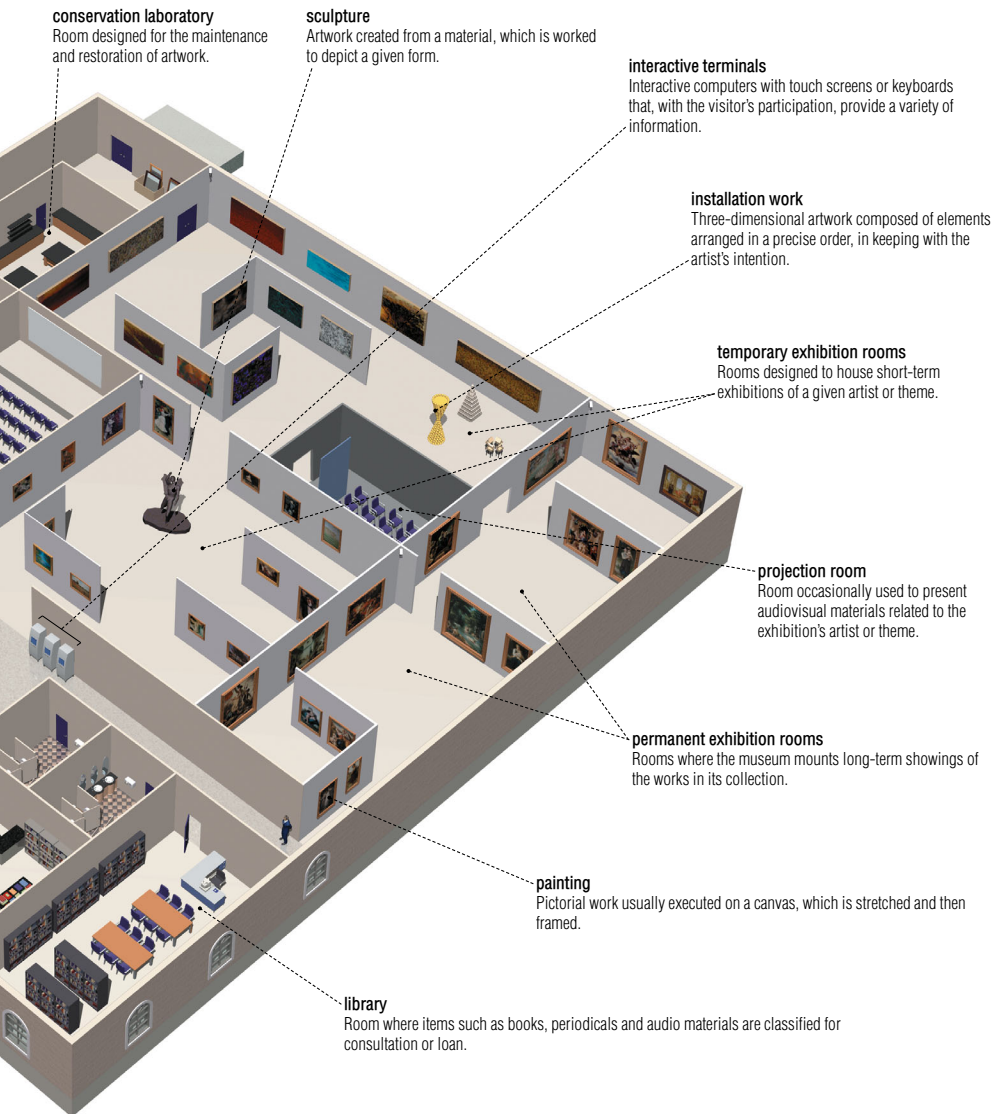 conservation laboratory
Room designed for the maintenance
and restoration of artwork.
sculpture
Artwork created from a material, which is worked
to depict a given form.
interactive terminals
Interactive computers with touch screens or keyboards
that, with the visitor’s participation, provide a variety of
information.
installation work
Three-dimensional artwork composed of elements
arranged in a precise order, in keeping with the
artist’s intention.
temporary exhibition rooms
Rooms designed to house short-term
exhibitions of a given artist or theme.
projection room
Room occasionally used to present
audiovisual materials related to the
exhibition’s artist or theme.
permanent exhibition rooms
Rooms where the museum mounts long-term showings of
the works in its collection.
painting
Pictorial work usually executed on a canvas, which is stretched and then
framed.
library
Room where items such as books, periodicals and audio materials are classified for
consultation or loan.